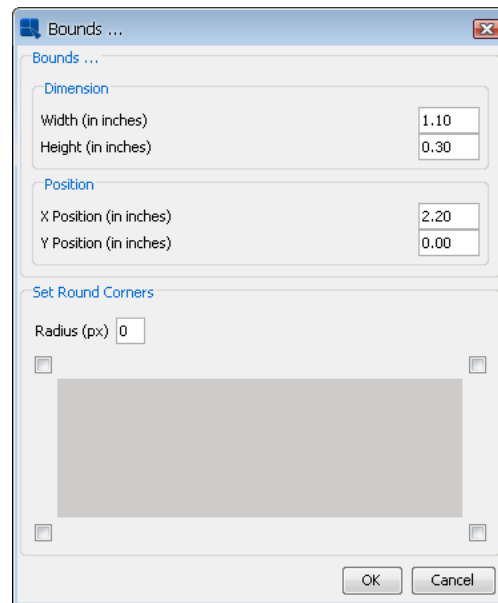 Bounds ...
Bounds ...
Dimension
Width (in inches) 1.10
Height (in inches) 0.30
Position
X Position (in inches) 2.20
Y Position (in inches) 0.00
Set Round Corners
Radius (px) 0
OK Cancel